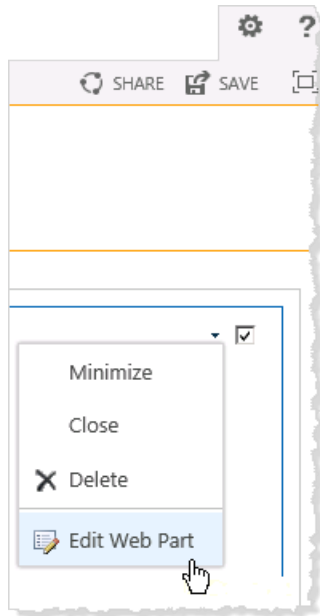 ?
SHARE SAVE
Minimize
Close
Delete
Edit Web Part